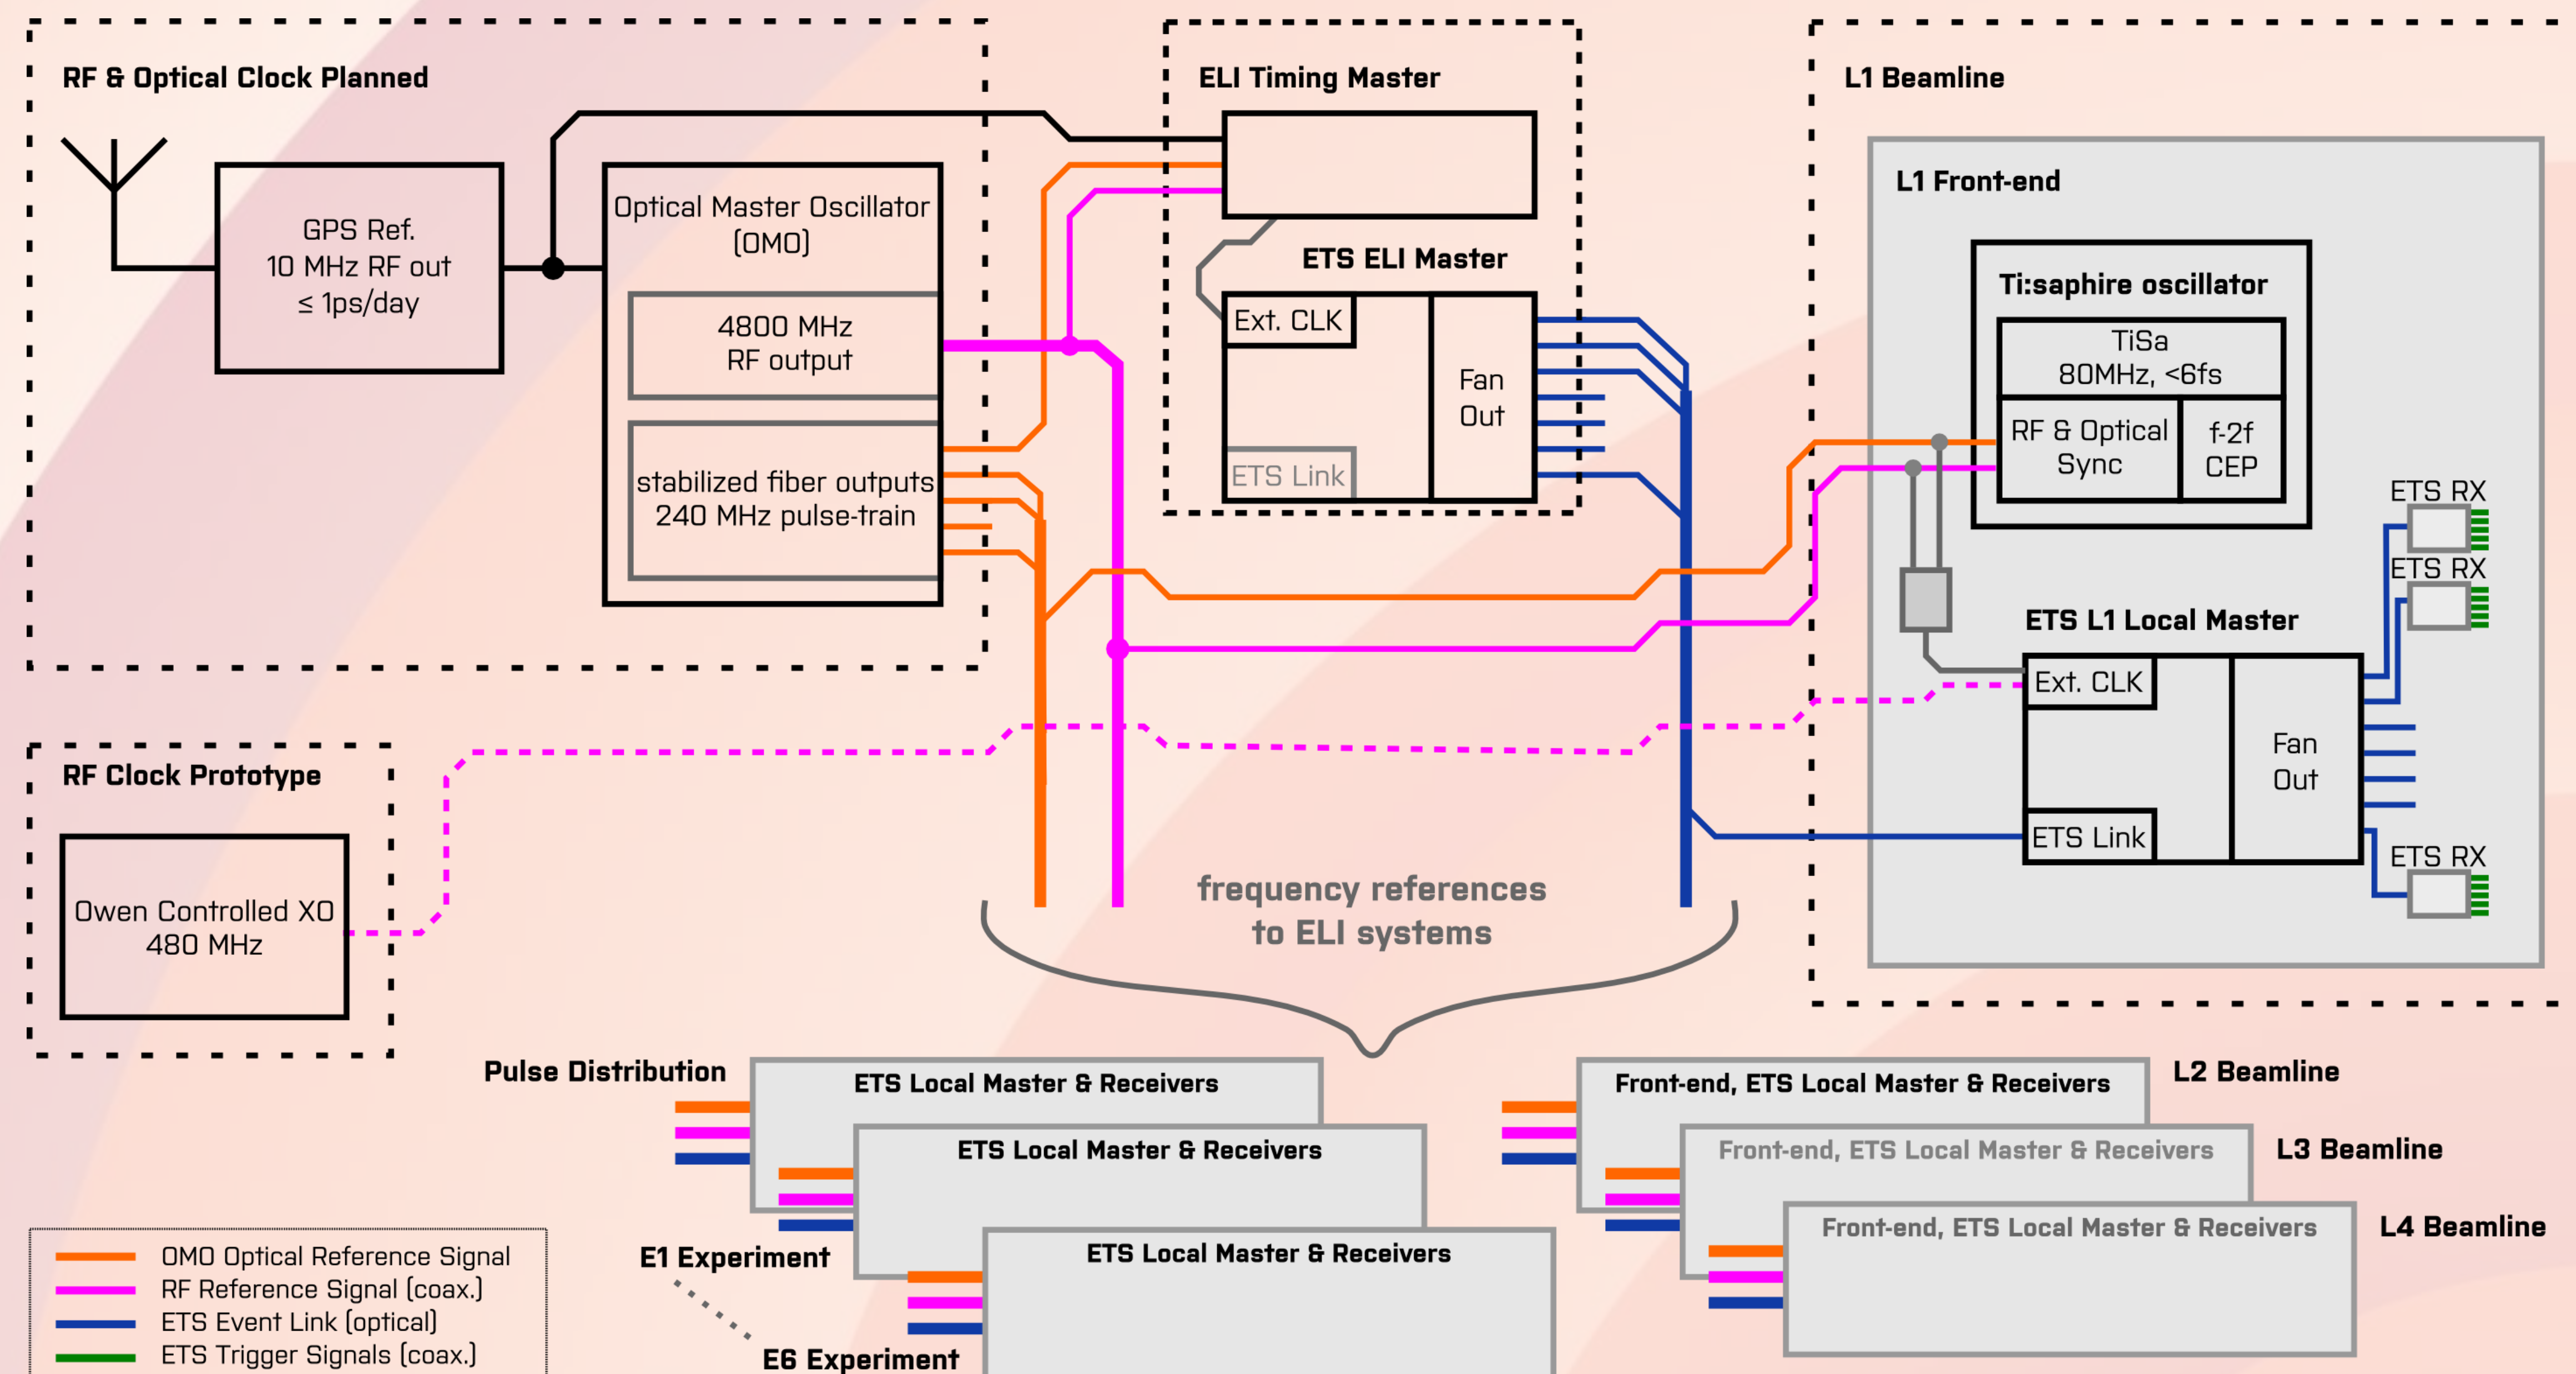 RF & Optical Clock Planned
GPS Ref.
10 MHz RF out
≤ 1ps/day
Optical Master Oscillator
(OMO)
4800 MHz
RF output
stabilized fiber outputs
240 MHz pulse-train
ELI Timing Master
ETS ELI Master
Ext. CLK
Fan
Out
ETS Link
L1 Beamline
L1 Front-end
Ti:saphire oscillator
TiSa
80MHz, <6fs
RF & Optical
Sync
f-2f
CEP
ETS RX
ETS RX
ETS L1 Local Master
Ext. CLK
Fan
Out
ETS Link
ETS RX
RF Clock Prototype
Owen Controlled XO
480 MHz
frequency references
to ELI systems
Pulse Distribution
ETS Local Master & Receivers
ETS Local Master & Receivers
E1 Experiment
ETS Local Master & Receivers
E6 Experiment
Front-end, ETS Local Master & Receivers
L2 Beamline
Front-end, ETS Local Master & Receivers
L3 Beamline
Front-end, ETS Local Master & Receivers
L4 Beamline
OMO Optical Reference Signal
RF Reference Signal (coax.)
ETS Event Link (optical)
ETS Trigger Signals (coax.)